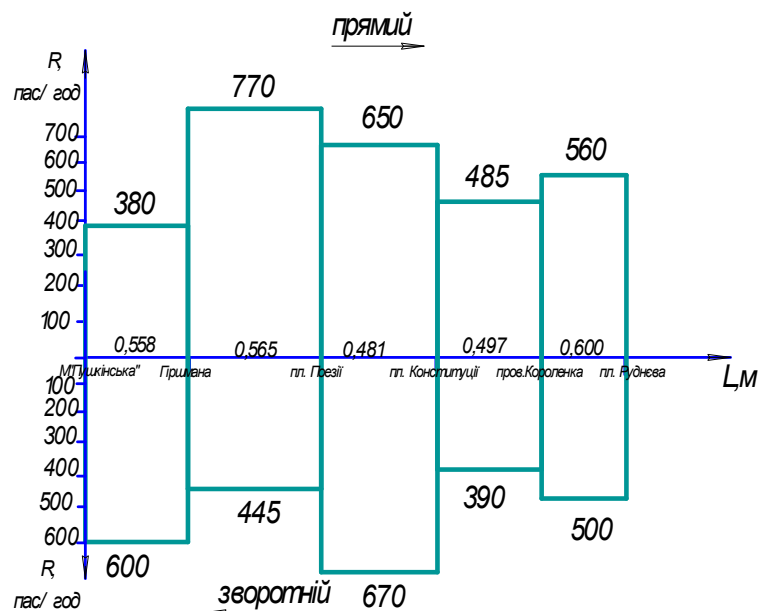 прямий
R,
пас/ год
770
650
700
600
560
500
485
400
380
300
200
100
0,558
0,565
0,481
0,497
0,600
М"Пушкінська"
Гіршмана
пл. Поезії
пл. Конституції
пров.Короленка
пл. Руднєва
L,м
100
200
300
400
390
500
445
500
600
600
670
R,
зворотній
пас/ год